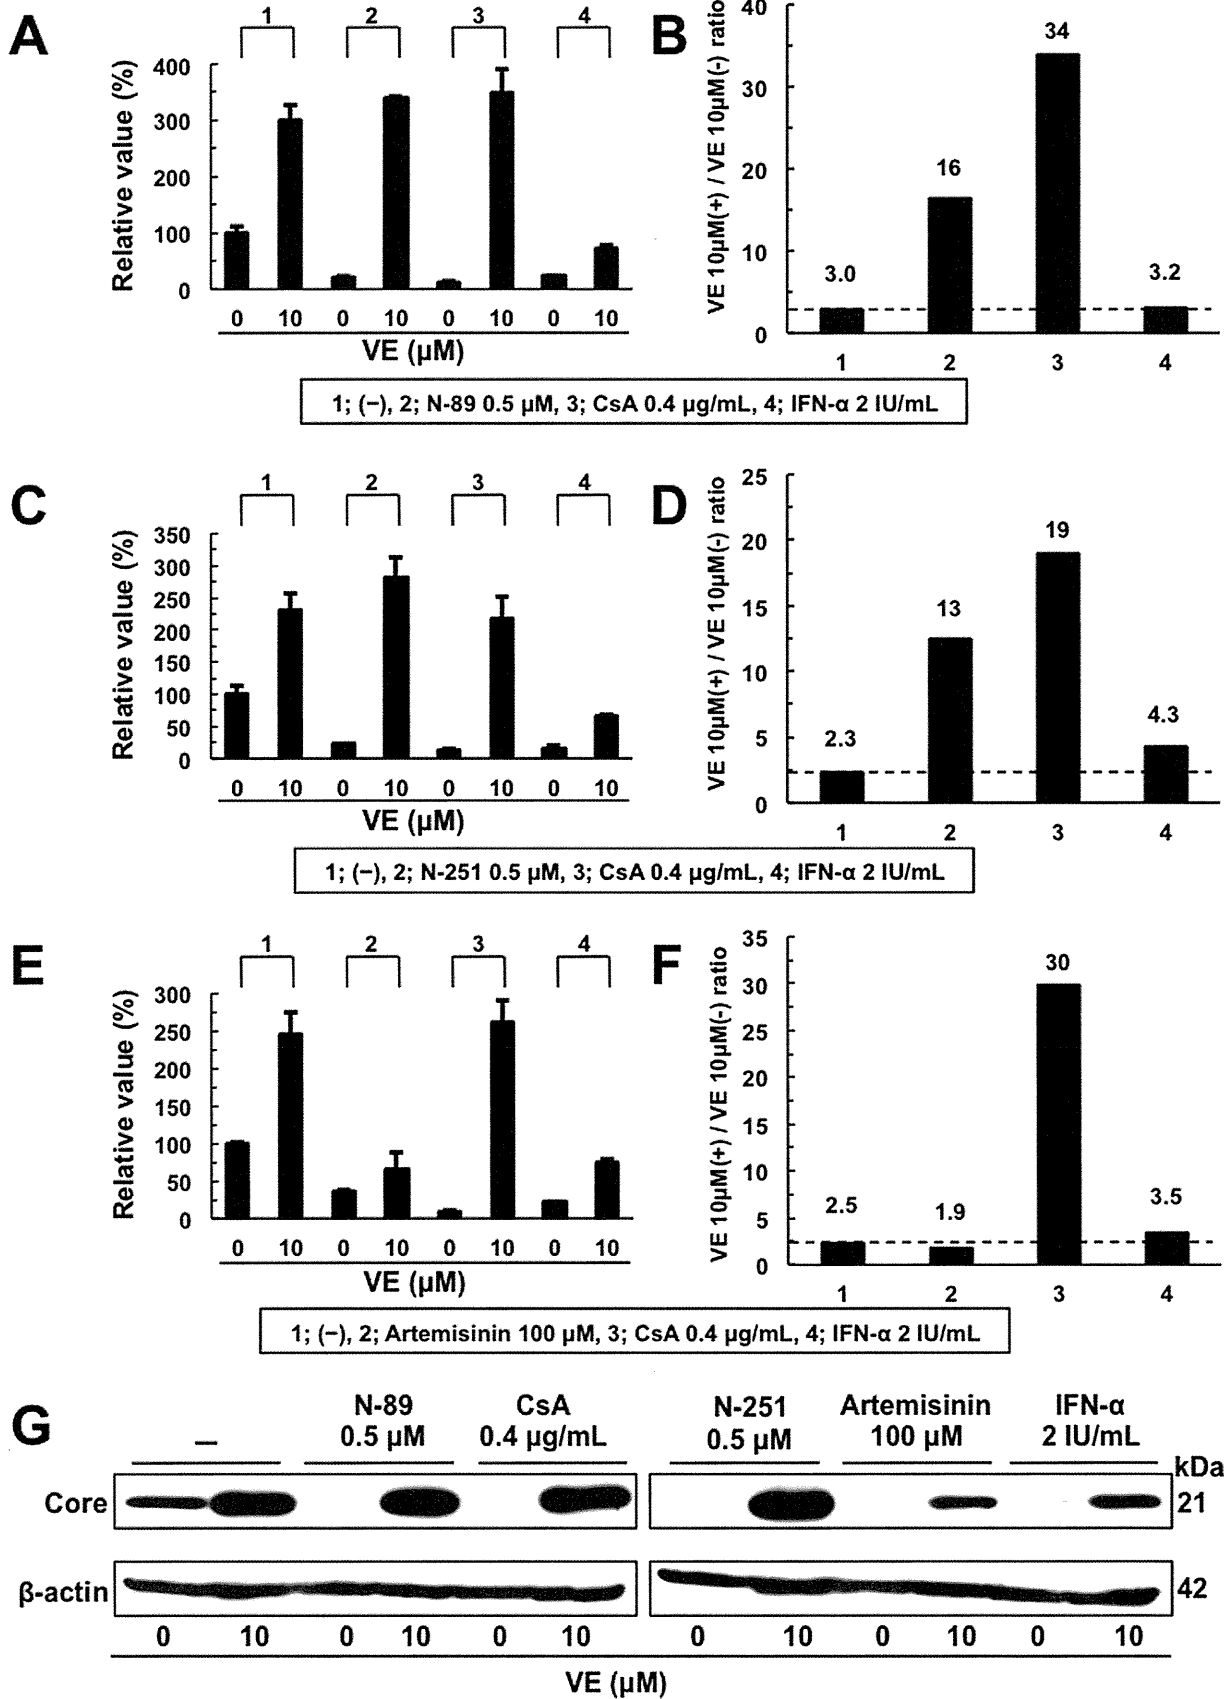 A
1 2 3 4
Relative value (%)
400
300
200
100
0
0 10 0 10 0 10 0 10
VE (µM)
B
VE 10µM(+) / VE 10µM(-) ratio
40
30
20
10
0
3.0
16
34
3.2
1 2 3 4
1; (−), 2; N-89 0.5 µM, 3; CsA 0.4 µg/mL, 4; IFN-α 2 IU/mL
C
1 2 3 4
Relative value (%)
350
300
250
200
150
100
50
0
0 10 0 10 0 10 0 10
VE (µM)
D
VE 10µM(+) / VE 10µM(-) ratio
25
20
15
10
5
0
2.3
13
19
4.3
1 2 3 4
1; (−), 2; N-251 0.5 µM, 3; CsA 0.4 µg/mL, 4; IFN-α 2 IU/mL
E
1 2 3 4
Relative value (%)
300
250
200
150
100
50
0
0 10 0 10 0 10 0 10
VE (µM)
F
VE 10µM(+) / VE 10µM(-) ratio
35
30
25
20
15
10
5
0
2.5
1.9
30
3.5
1 2 3 4
1; (−), 2; Artemisinin 100 µM, 3; CsA 0.4 µg/mL, 4; IFN-α 2 IU/mL
G
–
N-89
0.5 µM
CsA
0.4 µg/mL
N-251
0.5 µM
Artemisinin
100 µM
IFN-α
2 IU/mL
kDa
Core
21
β-actin
42
0 10 0 10 0 10 0 10 0 10 0 10
VE (µM)